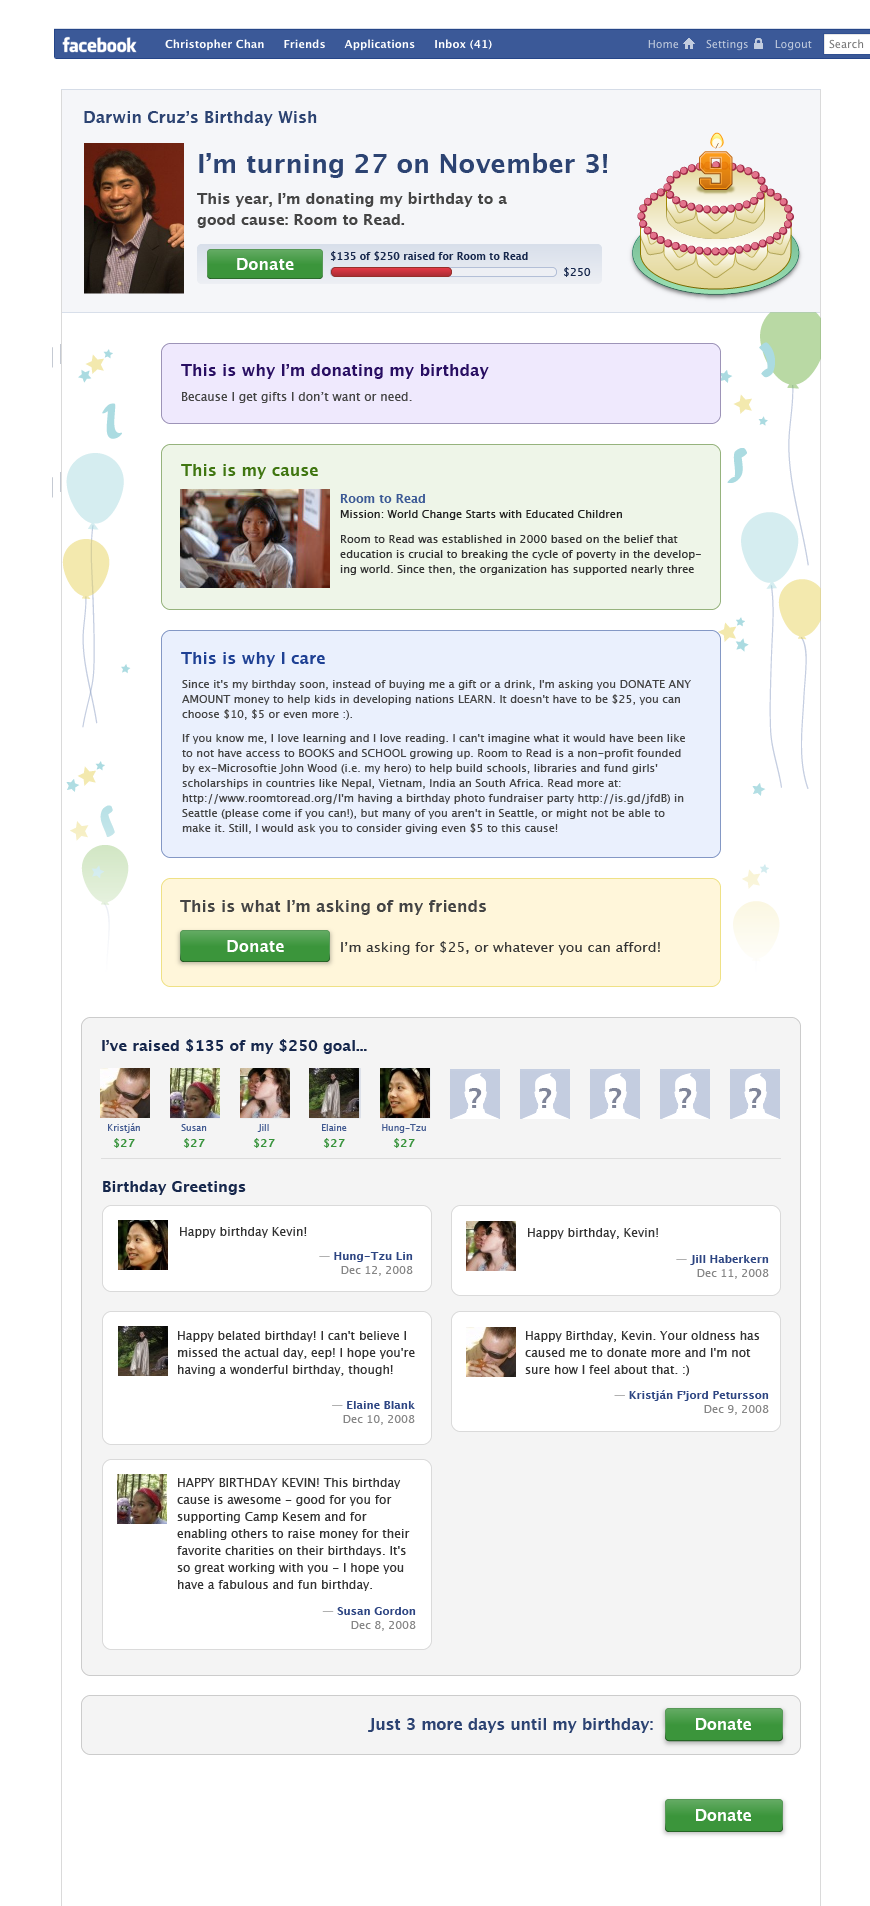 facebook Christopher Chan Friends Applications Inbox (41) Home Settings Logout Search
Darwin Cruz's Birthday Wish
I'm turning 27 on November 3!
This year, I'm donating my birthday to a
good cause: Room to Read.
Donate
$135 of $250 raised for Room to Read
$250
9
This is why I'm donating my birthday
Because I get gifts I don't want or need.
This is my cause
Room to Read
Mission: World Change Starts with Educated Children
Room to Read was established in 2000 based on the belief that
education is crucial to breaking the cycle of poverty in the develop-
ing world. Since then, the organization has supported nearly three
This is why I care
Since it's my birthday soon, instead of buying me a gift or a drink, I'm asking you DONATE ANY
AMOUNT money to help kids in developing nations LEARN. It doesn't have to be $25, you can
choose $10, $5 or even more :).
If you know me, I love learning and I love reading. I can't imagine what it would have been like
to not have access to BOOKS and SCHOOL growing up. Room to Read is a non-profit founded
by ex-Microsoftie John Wood (i.e. my hero) to help build schools, libraries and fund girls'
scholarships in countries like Nepal, Vietnam, India an South Africa. Read more at:
http://www.roomtoread.org/I'm having a birthday photo fundraiser party http://is.gd/jfdB) in
Seattle (please come if you can!), but many of you aren't in Seattle, or might not be able to
make it. Still, I would ask you to consider giving even $5 to this cause!
This is what I'm asking of my friends
Donate
I'm asking for $25, or whatever you can afford!
I've raised $135 of my $250 goal...
? ? ? ? ?
Kristján Susan Jill Elaine Hung-Tzu
$27 $27 $27 $27 $27
Birthday Greetings
Happy birthday Kevin!
— Hung-Tzu Lin
Dec 12, 2008
Happy birthday, Kevin!
— Jill Haberkern
Dec 11, 2008
Happy belated birthday! I can't believe I
missed the actual day, eep! I hope you're
having a wonderful birthday, though!
— Elaine Blank
Dec 10, 2008
Happy Birthday, Kevin. Your oldness has
caused me to donate more and I'm not
sure how I feel about that. :)
— Kristján F'jord Petursson
Dec 9, 2008
HAPPY BIRTHDAY KEVIN! This birthday
cause is awesome - good for you for
supporting Camp Kesem and for
enabling others to raise money for their
favorite charities on their birthdays. It's
so great working with you - I hope you
have a fabulous and fun birthday.
— Susan Gordon
Dec 8, 2008
Just 3 more days until my birthday:
Donate
Donate